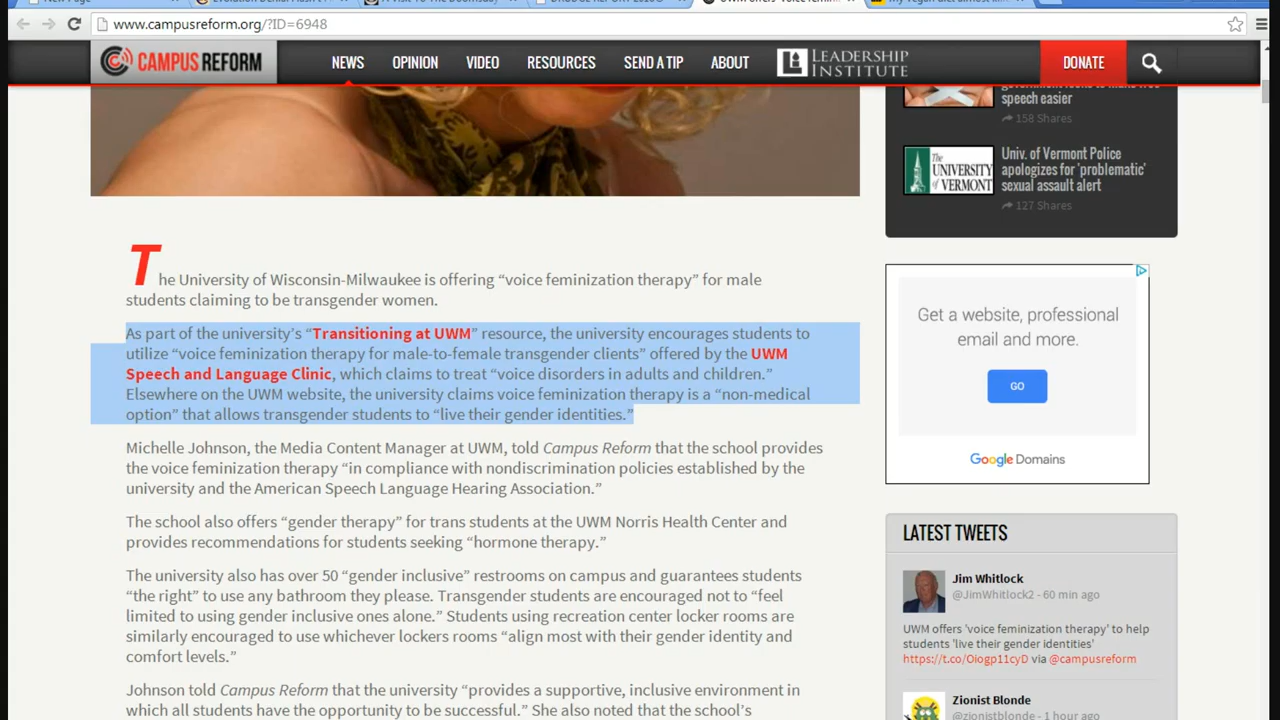 www.campusreform.org/?ID=6948
CAMPUS REFORM
NEWS
OPINION
VIDEO
RESOURCES
SEND A TIP
ABOUT
LEADERSHIP
INSTITUTE
DONATE
speech easier
158 Shares
The
UNIVERSITY
of VERMONT
Univ. of Vermont Police
apologizes for 'problematic'
sexual assault alert
127 Shares
The University of Wisconsin-Milwaukee is offering “voice feminization therapy” for male
students claiming to be transgender women.
As part of the university’s “Transitioning at UWM” resource, the university encourages students to
utilize “voice feminization therapy for male-to-female transgender clients” offered by the UWM
Speech and Language Clinic, which claims to treat “voice disorders in adults and children.”
Elsewhere on the UWM website, the university claims voice feminization therapy is a “non-medical
option” that allows transgender students to “live their gender identities.”
Michelle Johnson, the Media Content Manager at UWM, told Campus Reform that the school provides
the voice feminization therapy “in compliance with nondiscrimination policies established by the
university and the American Speech Language Hearing Association.”
The school also offers “gender therapy” for trans students at the UWM Norris Health Center and
provides recommendations for students seeking “hormone therapy.”
The university also has over 50 “gender inclusive” restrooms on campus and guarantees students
“the right” to use any bathroom they please. Transgender students are encouraged not to “feel
limited to using gender inclusive ones alone.” Students using recreation center locker rooms are
similarly encouraged to use whichever lockers rooms “align most with their gender identity and
comfort levels.”
Johnson told Campus Reform that the university “provides a supportive, inclusive environment in
which all students have the opportunity to be successful.” She also noted that the school’s
Get a website, professional
email and more.
GO
Google Domains
LATEST TWEETS
Jim Whitlock
@JimWhitlock2 - 60 min ago
UWM offers 'voice feminization therapy' to help
students 'live their gender identities'
https://t.co/Oiogp11cyD via @campusreform
Zionist Blonde
@zionistblonde - 1 hour ago